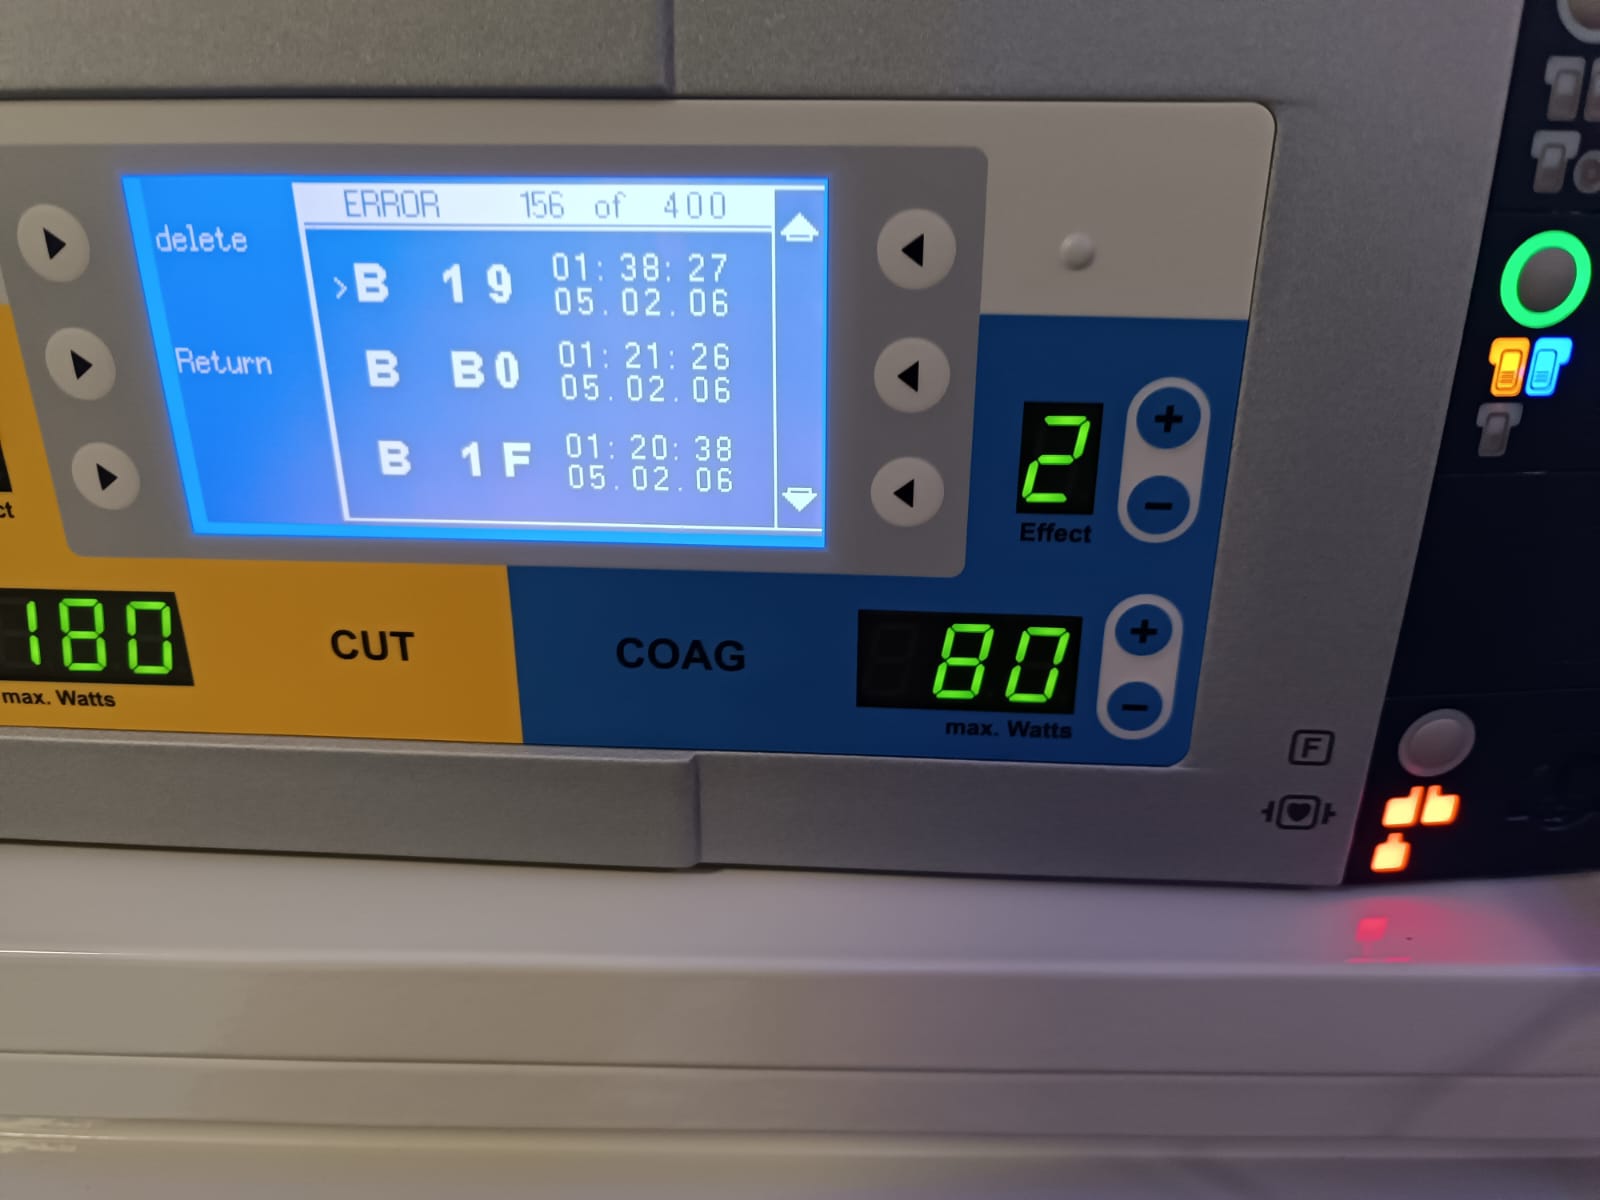 ERROR 156 of 400
delete
>B 19 01:38:27
05.02.06
Return
B B0 01:21:26
05.02.06
B 1F 01:20:38
05.02.06
2
Effect
180
max. Watts
CUT
COAG
80
max. Watts
F